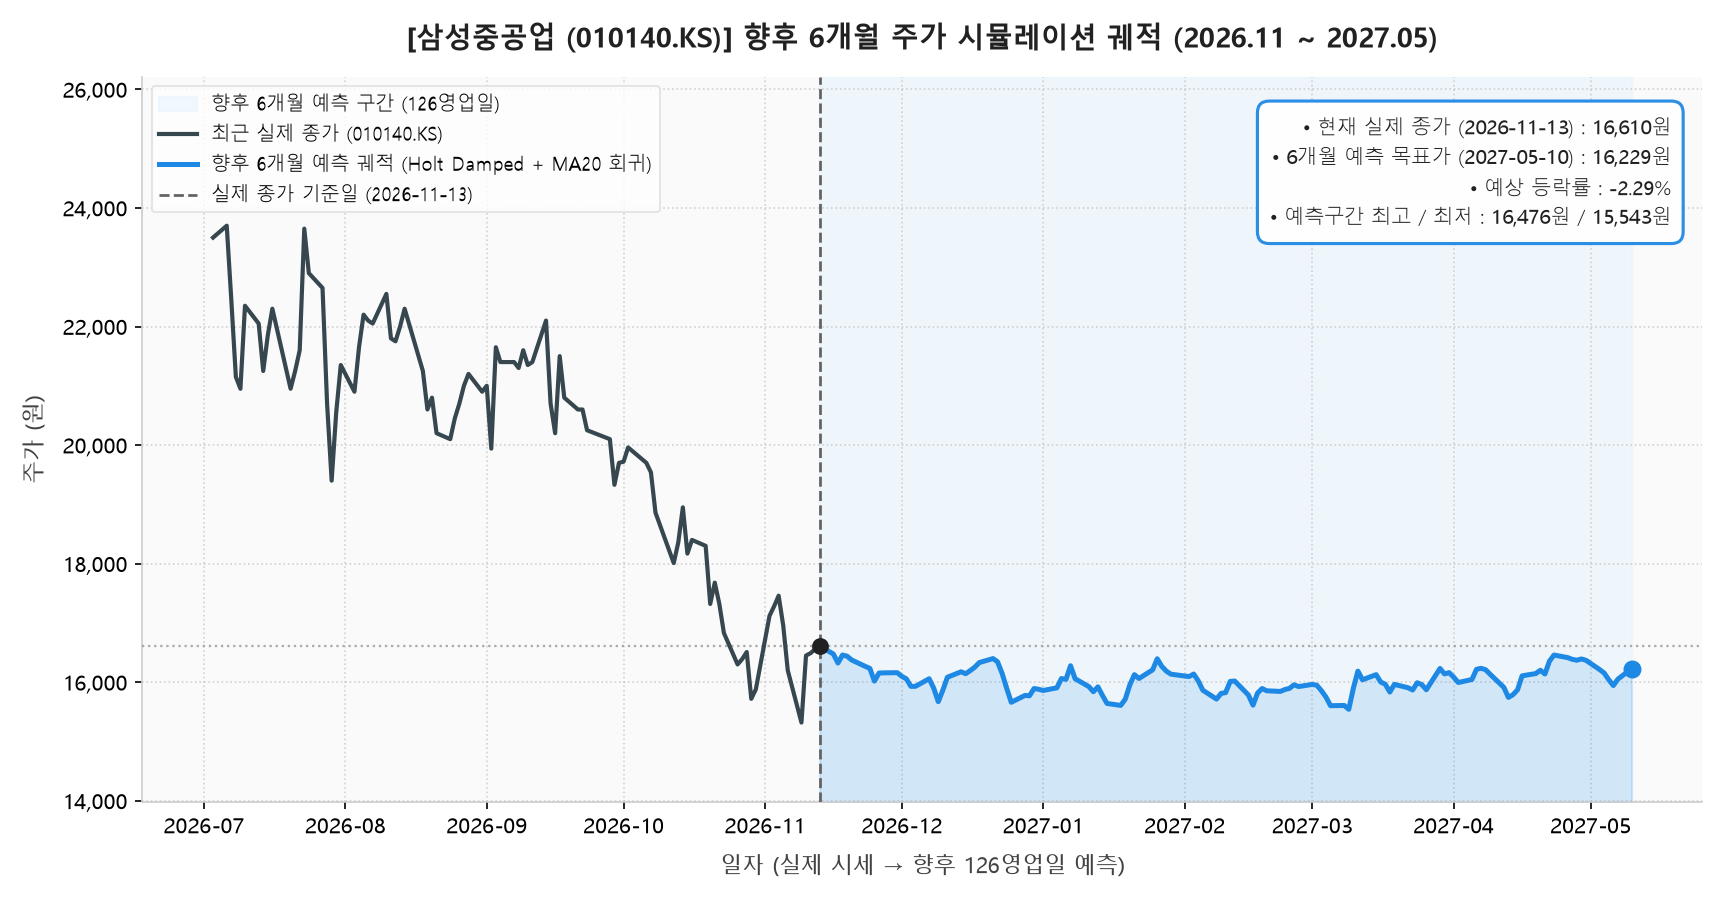 [삼성중공업 (010140.KS)] 향후 6개월 주가 시뮬레이션 궤적 (2026.11 ~ 2027.05)
향후 6개월 예측 구간 (126영업일)
최근 실제 종가 (010140.KS)
향후 6개월 예측 궤적 (Holt Damped + MA20 회귀)
실제 종가 기준일 (2026-11-13)
• 현재 실제 종가 (2026-11-13) : 16,610원
• 6개월 예측 목표가 (2027-05-10) : 16,229원
• 예상 등락률 : -2.29%
• 예측구간 최고 / 최저 : 16,476원 / 15,543원
주가 (원)
26,000
24,000
22,000
20,000
18,000
16,000
14,000
2026-07 2026-08 2026-09 2026-10 2026-11 2026-12 2027-01 2027-02 2027-03 2027-04 2027-05
일자 (실제 시세 → 향후 126영업일 예측)